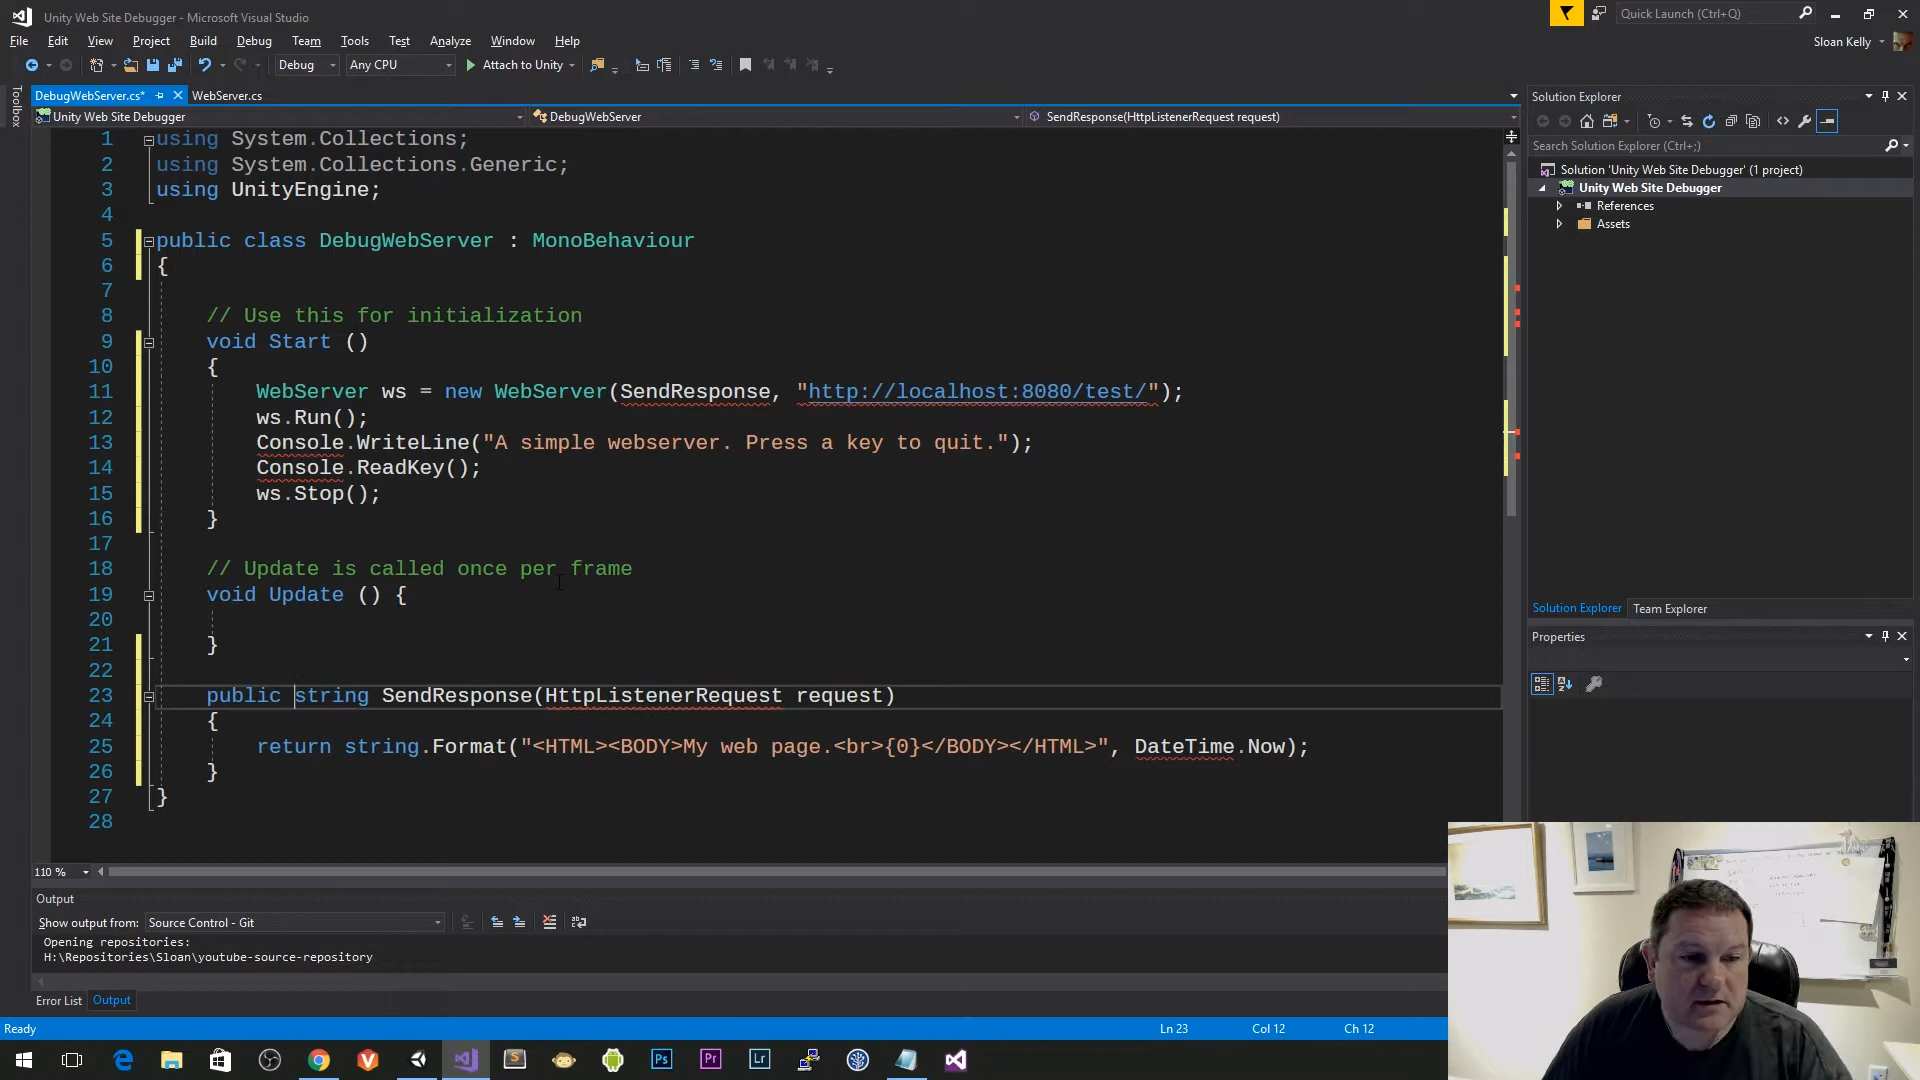 Unity Web Site Debugger - Microsoft Visual Studio
Quick Launch (Ctrl+Q)
File Edit View Project Build Debug Team Tools Test Analyze Window Help
Sloan Kelly
Debug Any CPU Attach to Unity
Toolbox
DebugWebServer.cs* WebServer.cs
Unity Web Site Debugger DebugWebServer SendResponse(HttpListenerRequest request)
1 using System.Collections;
2 using System.Collections.Generic;
3 using UnityEngine;
4
5 public class DebugWebServer : MonoBehaviour
6 {
7
8 // Use this for initialization
9 void Start ()
10 {
11 WebServer ws = new WebServer(SendResponse, "http://localhost:8080/test/");
12 ws.Run();
13 Console.WriteLine("A simple webserver. Press a key to quit.");
14 Console.ReadKey();
15 ws.Stop();
16 }
17
18 // Update is called once per frame
19 void Update () {
20
21 }
22
23 public string SendResponse(HttpListenerRequest request)
24 {
25 return string.Format("<HTML><BODY>My web page.<br>{0}</BODY></HTML>", DateTime.Now);
26 }
27 }
28
110 %
Solution Explorer
Search Solution Explorer (Ctrl+;)
Solution 'Unity Web Site Debugger' (1 project)
Unity Web Site Debugger
References
Assets
Solution Explorer Team Explorer
Properties
Output
Show output from: Source Control - Git
Opening repositories:
H:\Repositories\Sloan\youtube-source-repository
Error List Output
Ready Ln 23 Col 12 Ch 12
Ps Pr Lr